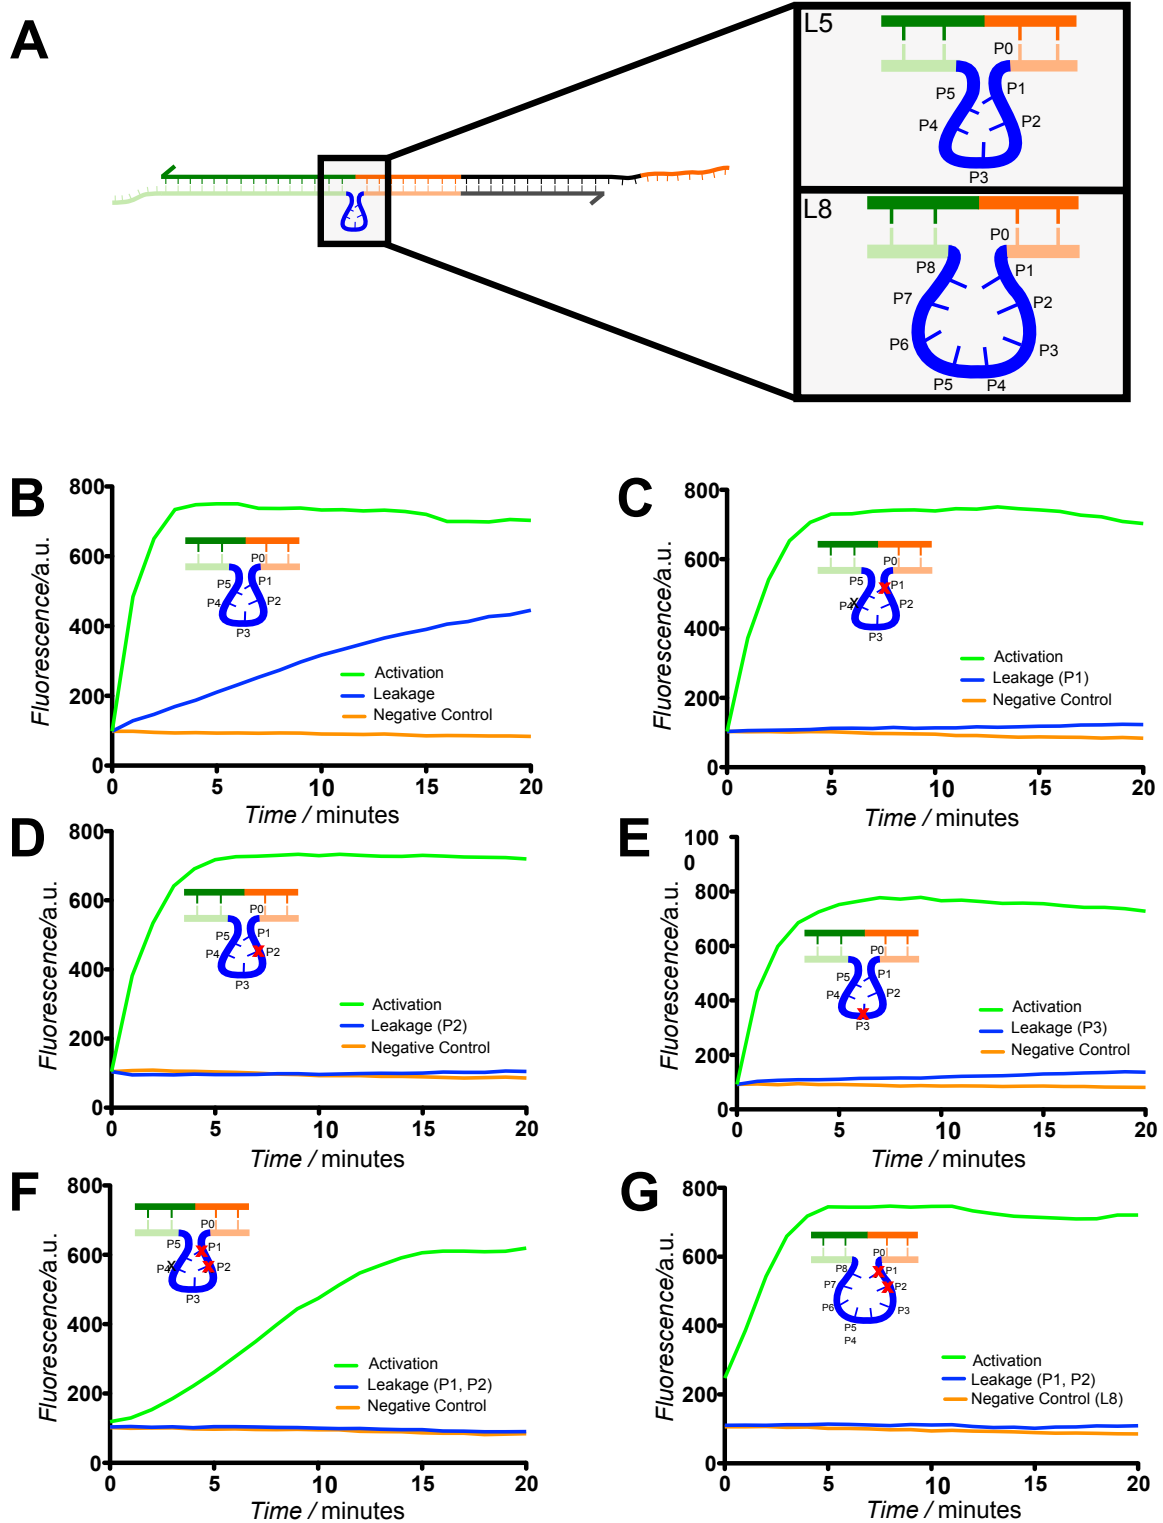 A
L5
P0
P5
P1
P4
P2
P3
L8
P0
P8
P1
P7
P2
P6
P3
P5
P4
B
800
600
400
200
0
Fluorescence/a.u.
P0
P5
P1
P4
P2
P3
Activation
Leakage
Negative Control
0
5
10
15
20
Time / minutes
C
800
600
400
200
0
Fluorescence/a.u.
P0
P5
P1
P4
P2
P3
Activation
Leakage (P1)
Negative Control
0
5
10
15
20
Time / minutes
D
800
600
400
200
0
Fluorescence/a.u.
P0
P5
P1
P4
P2
P3
Activation
Leakage (P2)
Negative Control
0
5
10
15
20
Time / minutes
E
100
0
800
600
400
200
0
Fluorescence/a.u.
P0
P5
P1
P4
P2
P3
Activation
Leakage (P3)
Negative Control
0
5
10
15
20
Time / minutes
F
800
600
400
200
0
Fluorescence/a.u.
P0
P5
P1
P4
P2
P3
Activation
Leakage (P1, P2)
Negative Control
0
5
10
15
20
Time / minutes
G
800
600
400
200
0
Fluorescence/a.u.
P0
P8
P1
P7
P2
P6
P3
P5
P4
Activation
Leakage (P1, P2)
Negative Control (L8)
0
5
10
15
20
Time / minutes